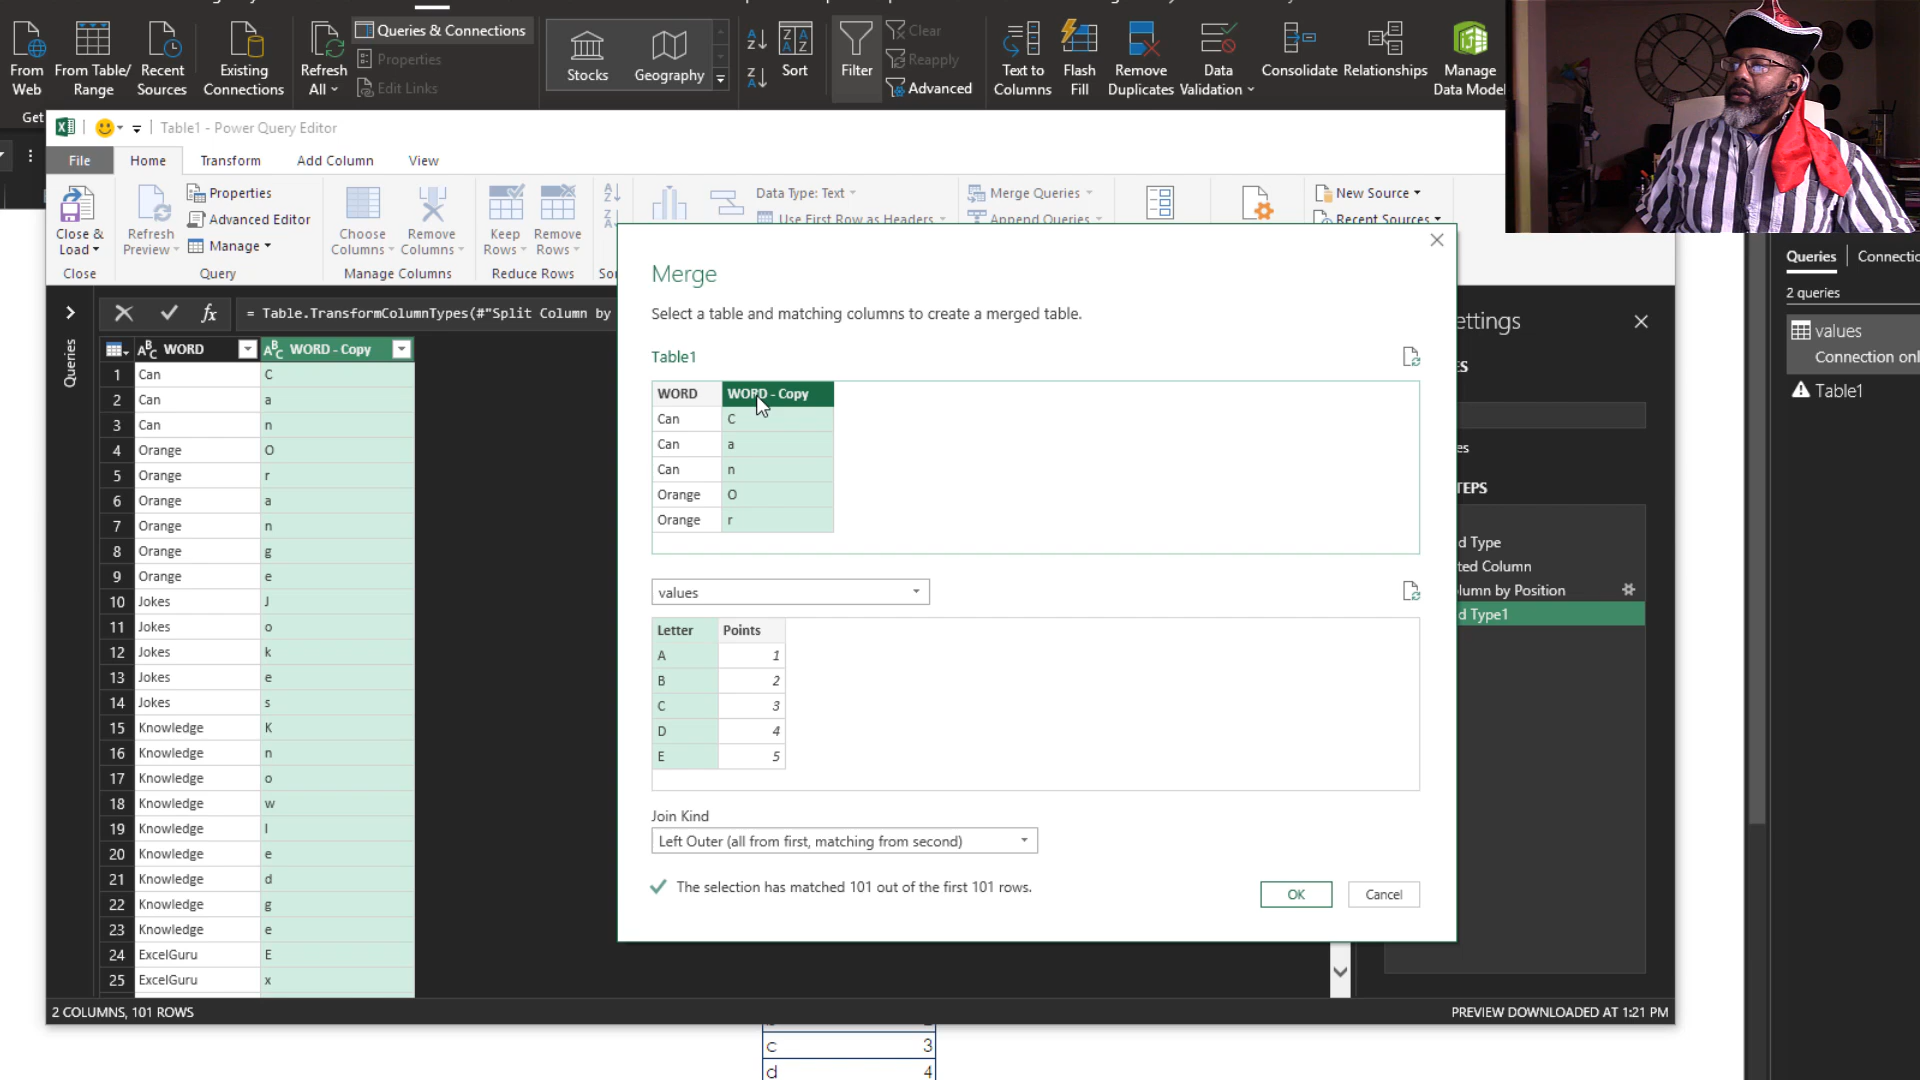 From Web
From Table/ Range
Recent Sources
Existing Connections
Refresh All
Queries & Connections
Properties
Edit Links
Stocks
Geography
Sort
Filter
Clear
Reapply
Advanced
Text to Columns
Flash Fill
Remove Duplicates
Data Validation
Consolidate
Relationships
Manage Data Model
Get
Table1 - Power Query Editor
File
Home
Transform
Add Column
View
Close & Load
Refresh Preview
Properties
Advanced Editor
Manage
Choose Columns
Remove Columns
Keep Rows
Remove Rows
Data Type: Text
Use First Row as Headers
Merge Queries
Append Queries
New Source
Recent Sources
Close
Query
Manage Columns
Reduce Rows
Sor
= Table.TransformColumnTypes(#"Split Column by
Queries
WORD WORD - Copy
1 Can C
2 Can a
3 Can n
4 Orange O
5 Orange r
6 Orange a
7 Orange n
8 Orange g
9 Orange e
10 Jokes J
11 Jokes o
12 Jokes k
13 Jokes e
14 Jokes s
15 Knowledge K
16 Knowledge n
17 Knowledge o
18 Knowledge w
19 Knowledge l
20 Knowledge e
21 Knowledge d
22 Knowledge g
23 Knowledge e
24 ExcelGuru E
25 ExcelGuru x
2 COLUMNS, 101 ROWS
PREVIEW DOWNLOADED AT 1:21 PM
Merge
Select a table and matching columns to create a merged table.
Table1
WORD WORD - Copy
Can C
Can a
Can n
Orange O
Orange r
values
Letter Points
A 1
B 2
C 3
D 4
E 5
Join Kind
Left Outer (all from first, matching from second)
The selection has matched 101 out of the first 101 rows.
OK
Cancel
ettings
ES
es
TEPS
d Type
ted Column
lumn by Position
d Type1
Queries
Connectio
2 queries
values
Connection onl
Table1
c 3
d 4